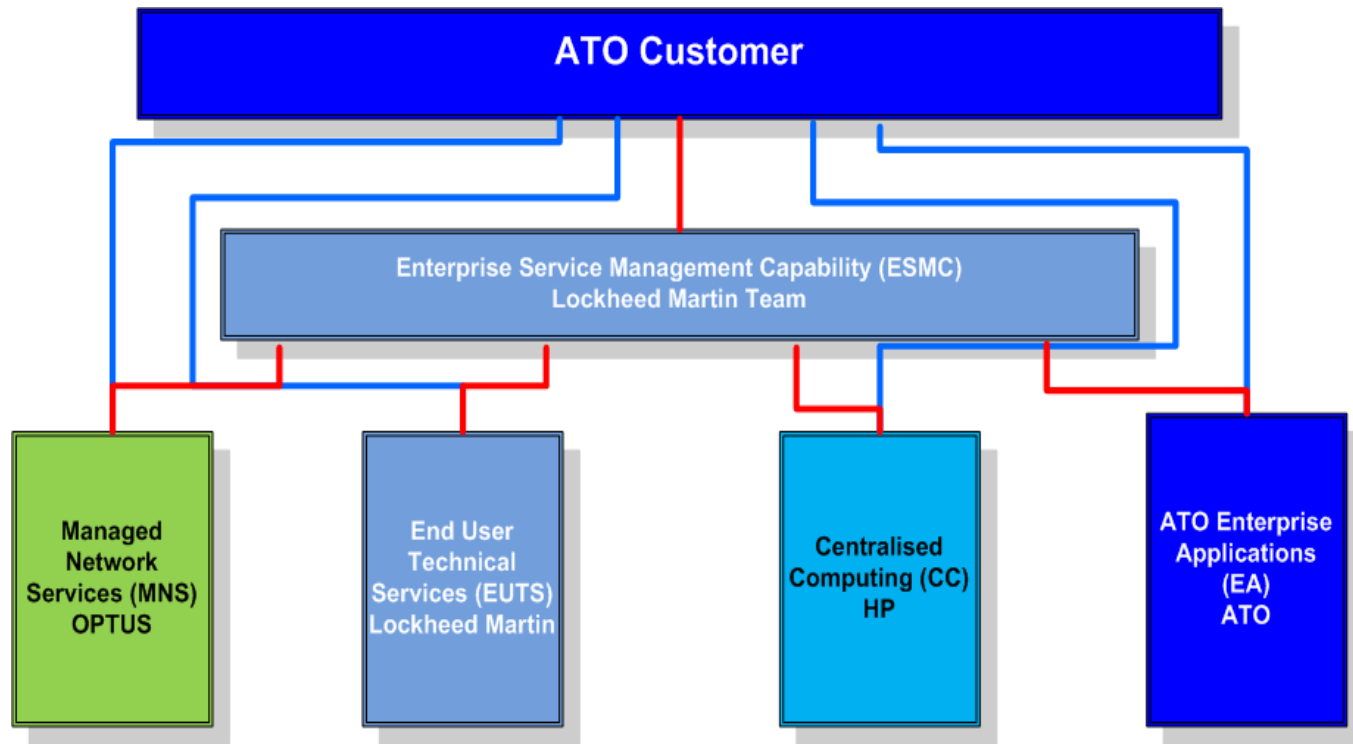 ATO Customer
Enterprise Service Management Capability (ESMC)
Lockheed Martin Team
Managed
Network
Services (MNS)
OPTUS
End User
Technical
Services (EUTS)
Lockheed Martin
Centralised
Computing (CC)
HP
ATO Enterprise
Applications
(EA)
ATO